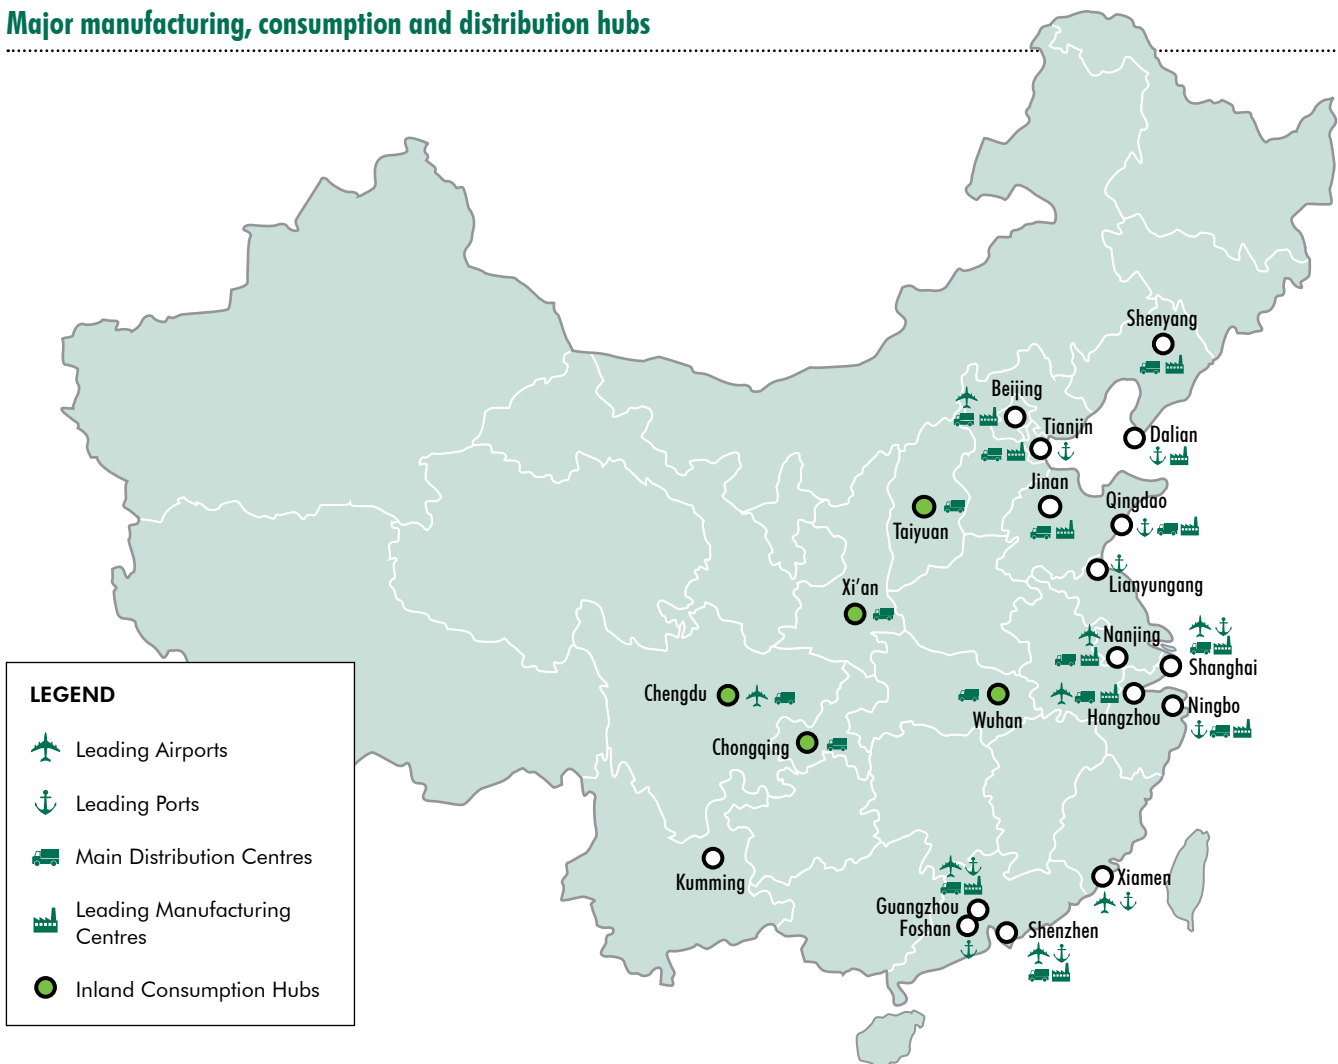 Major manufacturing, consumption and distribution hubs
Shenyang
Beijing
Tianjin
Dalian
Jinan
Qingdao
Taiyuan
Lianyungang
Xi'an
Nanjing
Shanghai
Chengdu
Wuhan
Hangzhou
Ningbo
Chongqing
Kumming
Xiamen
Guangzhou
Foshan
Shenzhen
LEGEND
Leading Airports
Leading Ports
Main Distribution Centres
Leading Manufacturing
Centres
Inland Consumption Hubs